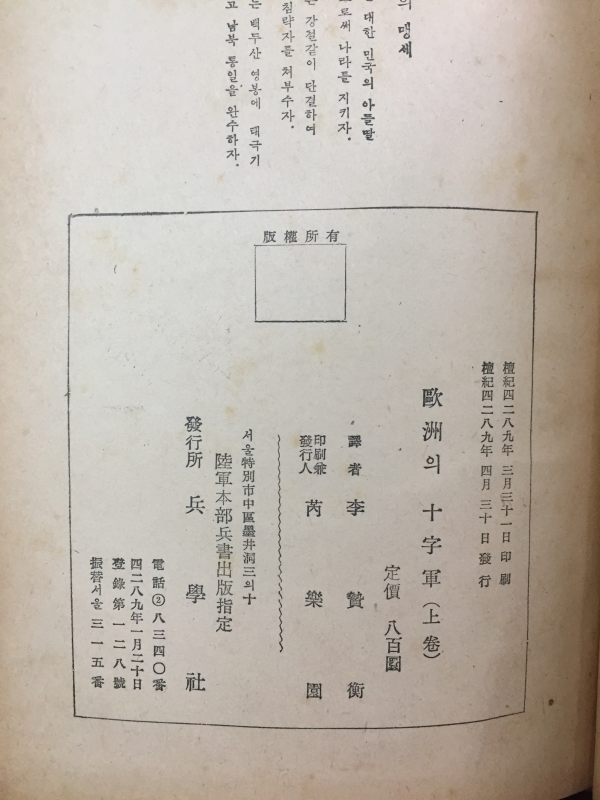 의 맹세
대한 민국의 아들딸
로써 나라를 지키자.
강철같이 단결하여
침략자를 쳐부수자.
는 백두산 영봉에 태극기
고 남북 통일을 완수하자.
版權所有
檀紀四二八九年 三月三十一日 印刷
檀紀四二八九年 四月三十日 發行
歐洲의 十字軍 (上卷)
定價 八百圜
譯者 李贊衡
印刷兼
發行人 芮樂園
서울特別市中區墨井洞三의十
陸軍本部兵書出版指定
發行所 兵學社
電話②八三四〇番
四二八九年一月二十日
登錄第一二八號
振替서울三一五番